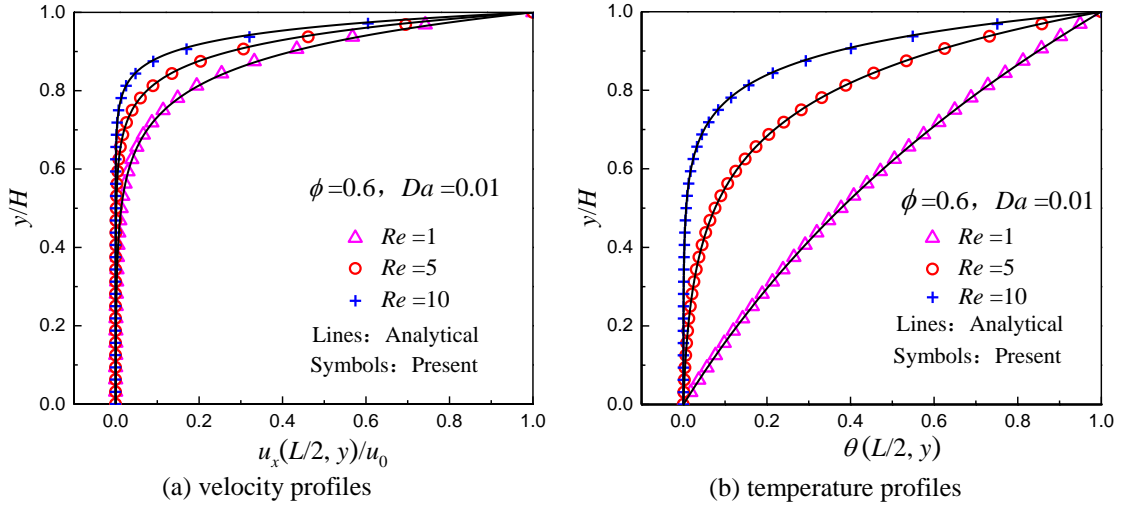 1.0
0.8
0.6
0.4
0.2
0.0
y/H
ϕ=0.6，Da =0.01
Re =1
Re =5
Re =10
Lines：Analytical
Symbols：Present
0.0 0.2 0.4 0.6 0.8 1.0
uₓ(L/2, y)/u₀
(a) velocity profiles
1.0
0.8
0.6
0.4
0.2
0.0
y/H
ϕ=0.6，Da =0.01
Re =1
Re =5
Re =10
Lines：Analytical
Symbols：Present
0.0 0.2 0.4 0.6 0.8 1.0
θ (L/2, y)
(b) temperature profiles